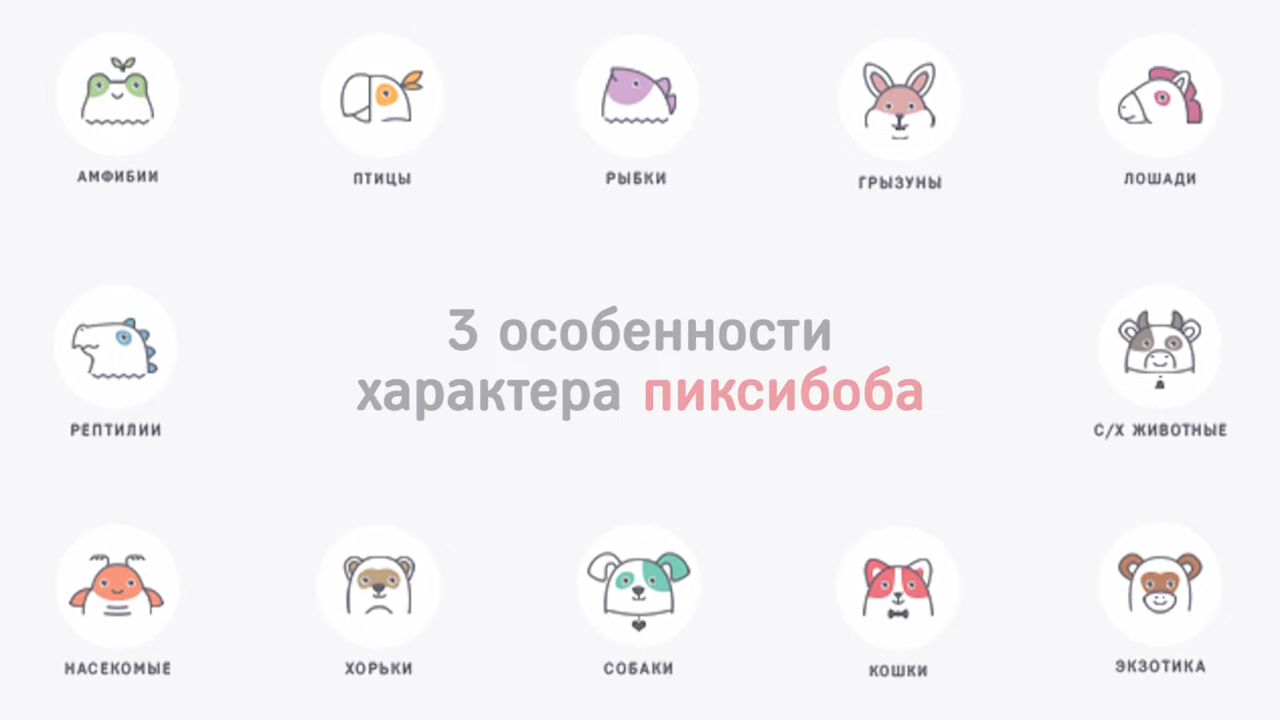 АМФИБИИ
ПТИЦЫ
РЫБКИ
ГРЫЗУНЫ
ЛОШАДИ
3 особенности
характера пиксибоба
РЕПТИЛИИ
С/Х ЖИВОТНЫЕ
НАСЕКОМЫЕ
ХОРЬКИ
СОБАКИ
КОШКИ
ЭКЗОТИКА